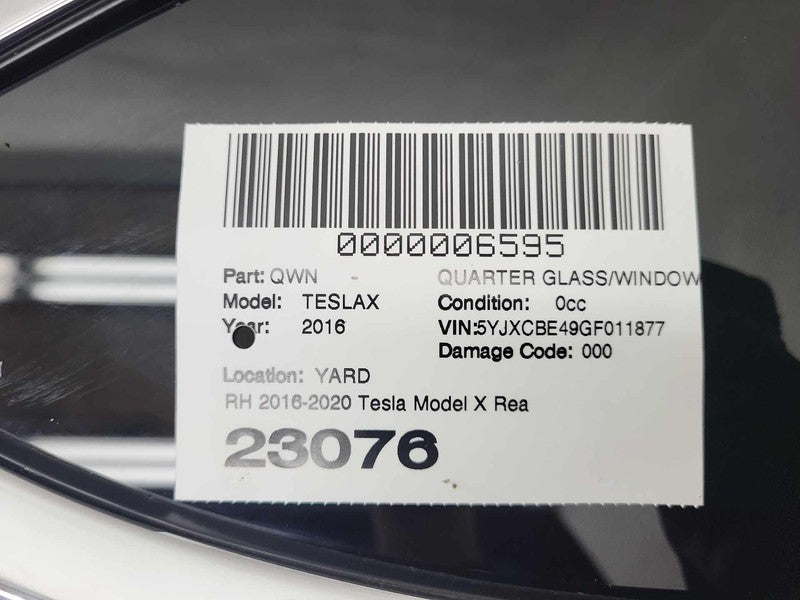 0000006595
Part: QWN - QUARTER GLASS/WINDOW
Model: TESLAX Condition: 0cc
Year: 2016 VIN:5YJXCBE49GF011877
Damage Code: 000
Location: YARD
RH 2016-2020 Tesla Model X Rea
23076